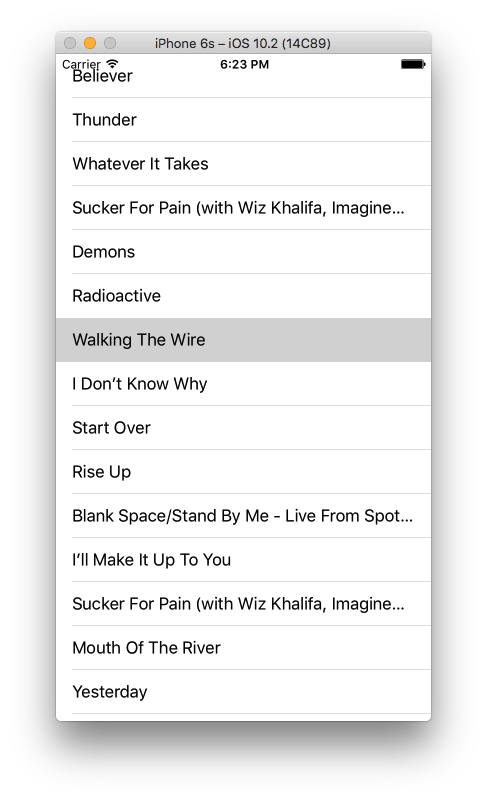 iPhone 6s – iOS 10.2 (14C89)
Carrier 6:23 PM
Believer
Thunder
Whatever It Takes
Sucker For Pain (with Wiz Khalifa, Imagine...
Demons
Radioactive
Walking The Wire
I Don’t Know Why
Start Over
Rise Up
Blank Space/Stand By Me - Live From Spot...
I’ll Make It Up To You
Sucker For Pain (with Wiz Khalifa, Imagine...
Mouth Of The River
Yesterday